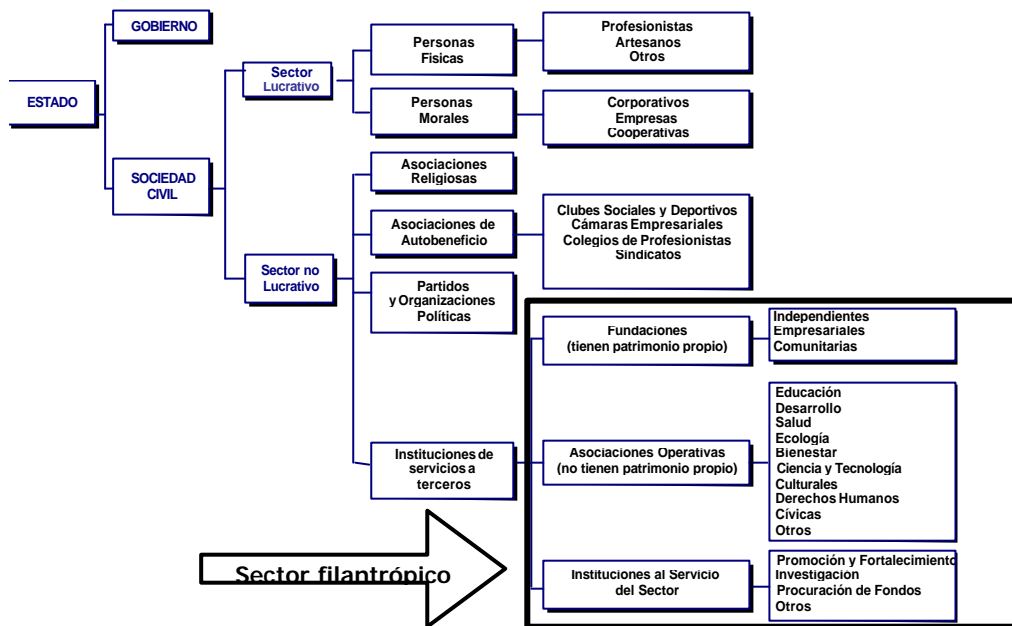 ESTADO
GOBIERNO
SOCIEDAD
CIVIL
Sector
Lucrativo
Sector no
Lucrativo
Personas
Fisicas
Personas
Morales
Asociaciones
Religiosas
Asociaciones de
Autobeneficio
Partidos
y Organizaciones
Políticas
Instituciones de
servicios a
terceros
Profesionistas
Artesanos
Otros
Corporativos
Empresas
Cooperativas
Clubes Sociales y Deportivos
Cámaras Empresariales
Colegios de Profesionistas
Sindicatos
Fundaciones
(tienen patrimonio propio)
Independientes
Empresariales
Comunitarias
Asociaciones Operativas
(no tienen patrimonio propio)
Educación
Desarrollo
Salud
Ecología
Bienestar
Ciencia y Tecnología
Culturales
Derechos Humanos
Cívicas
Otros
Instituciones al Servicio
del Sector
Promoción y Fortalecimiento
Investigación
Procuración de Fondos
Otros
Sector filantrópico